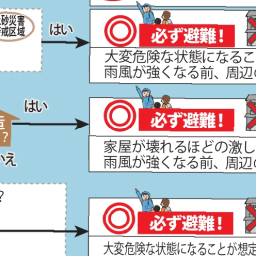 土砂災害
警戒区域
はい
必ず避難!
大変危険な状態になるこ
雨風が強くなる前、周辺の
はい
?
必ず避難!
家屋が壊れるほどの激し
雨風が強くなる前、周辺の
?
必ず避難!
大変危険な状態になることが想定